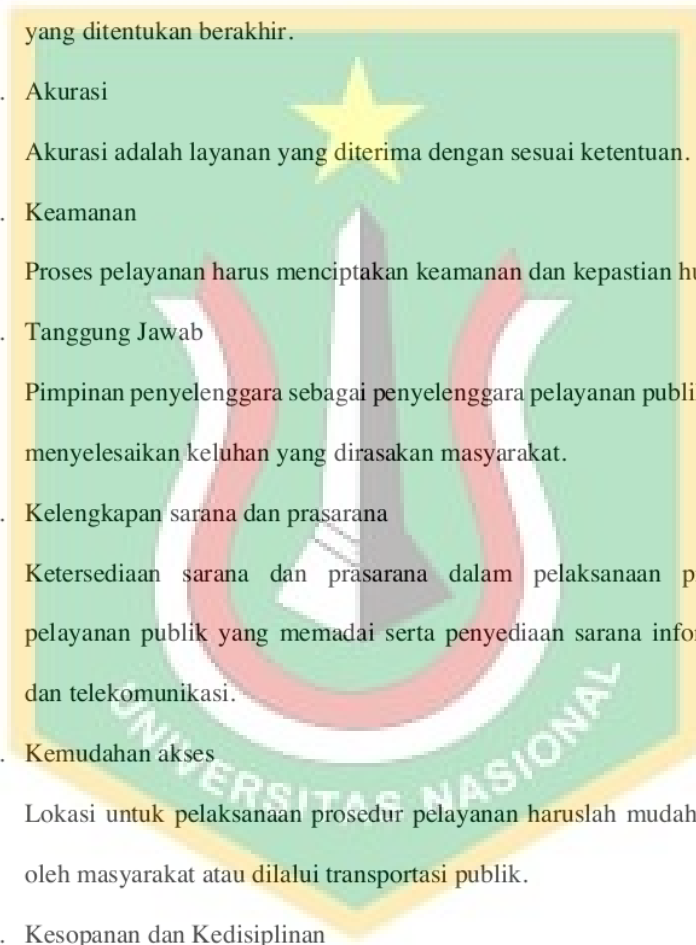 yang ditentukan berakhir.
. Akurasi
Akurasi adalah layanan yang diterima dengan sesuai ketentuan.
. Keamanan
Proses pelayanan harus menciptakan keamanan dan kepastian
. Tanggung Jawab
Pimpinan penyelenggara sebagai penyelenggara pelayanan
menyelesaikan keluhan yang dirasakan masyarakat.
. Kelengkapan sarana dan prasarana
Ketersediaan sarana dan prasarana dalam pelaksanaan
pelayanan publik yang memadai serta penyediaan sarana
dan telekomunikasi.
. Kemudahan akses
Lokasi untuk pelaksanaan prosedur pelayanan haruslah mudah
oleh masyarakat atau dilalui transportasi publik.
. Kesopanan dan Kedisiplinan
UNIVERSITAS NASIONAL